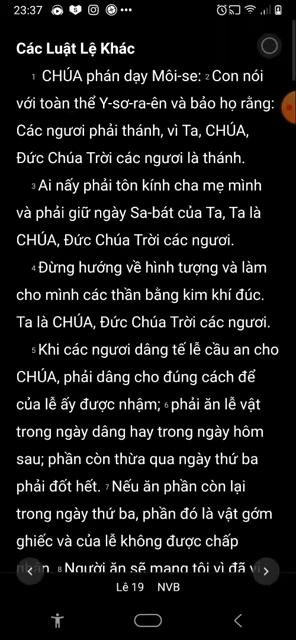 23:37
Các Luật Lệ Khác
1 CHÚA phán dạy Môi-se: 2 Con nói
với toàn thể Y-sơ-ra-ên và bảo họ rằng:
Các ngươi phải thánh, vì Ta, CHÚA,
Đức Chúa Trời các ngươi là thánh.
3 Ai nấy phải tôn kính cha mẹ mình
và phải giữ ngày Sa-bát của Ta, Ta là
CHÚA, Đức Chúa Trời các ngươi.
4 Đừng hướng về hình tượng và làm
cho mình các thần bằng kim khí đúc.
Ta là CHÚA, Đức Chúa Trời các ngươi.
5 Khi các ngươi dâng tế lễ cầu an cho
CHÚA, phải dâng cho đúng cách để
của lễ ấy được nhậm; 6 phải ăn lễ vật
trong ngày dâng hay trong ngày hôm
sau; phần còn thừa qua ngày thứ ba
phải đốt hết. 7 Nếu ăn phần còn lại
trong ngày thứ ba, phần đó là vật gớm
ghiếc và của lễ không được chấp
nhận. 8 Người ăn sẽ mang tội vì đã vi
Lê 19 NVB